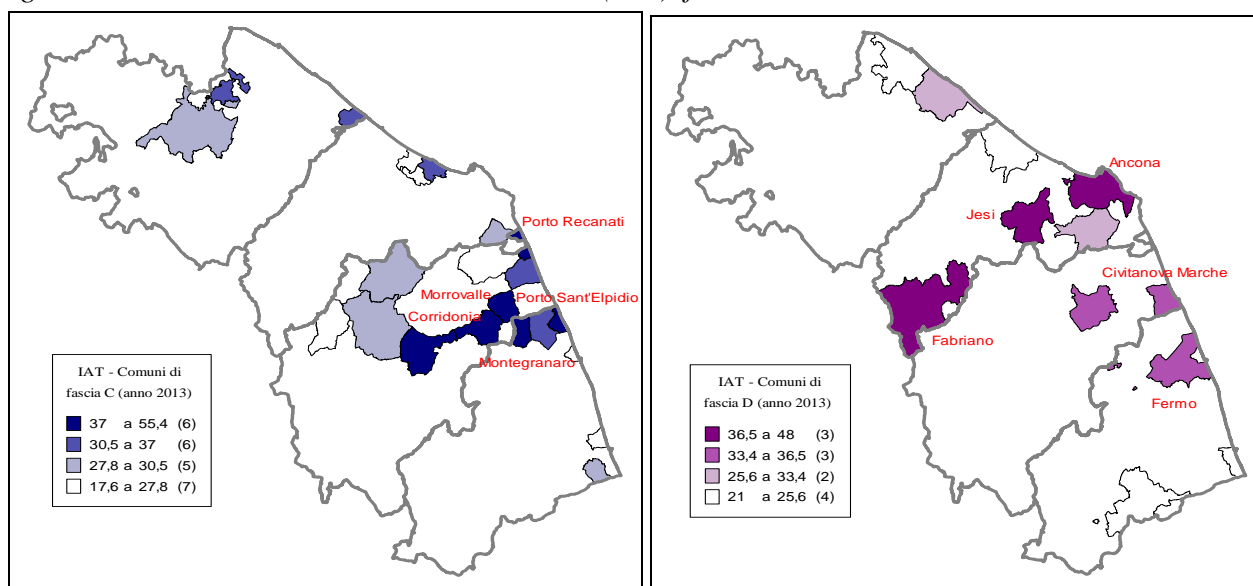 Porto Recanati
Morrovalle
Porto Sant'Elpidio
Corridonia
Montegranaro
IAT - Comuni di
fascia C (anno 2013)
37 a 55,4 (6)
30,5 a 37 (6)
27,8 a 30,5 (5)
17,6 a 27,8 (7)
Ancona
Jesi
Civitanova Marche
Fabriano
Fermo
IAT - Comuni di
fascia D (anno 2013)
36,5 a 48 (3)
33,4 a 36,5 (3)
25,6 a 33,4 (2)
21 a 25,6 (4)